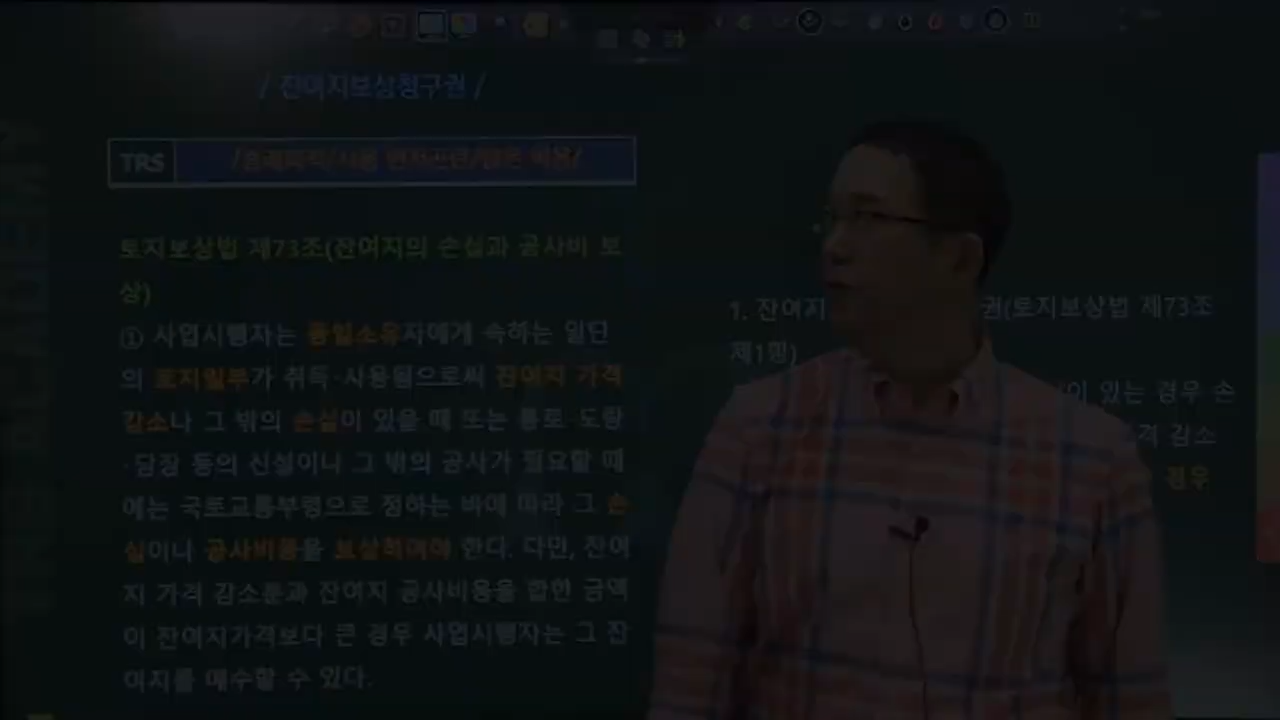 / 잔여지보상청구권 /
TRS
토지보상법 제73조(잔여지의 손실과 공사비 보
상)
① 사업시행자는 동일소유자에게 속하는 일단
의 토지일부가 취득·사용됨으로써 잔여지 가격
감소나 그 밖의 손실이 있을 때 또는 통로·도랑
·담장 등의 신설이나 그 밖의 공사가 필요할 때
에는 국토교통부령으로 정하는 바에 따라 그 손
실이나 공사비용을 보상하여야 한다. 다만, 잔여
지 가격 감소분과 잔여지 공사비용을 합한 금액
이 잔여지가격보다 큰 경우 사업시행자는 그 잔
여지를 매수할 수 있다.
1. 잔여지 권(토지보상법 제73조
제1항)
이 있는 경우 손
격 감소
경우